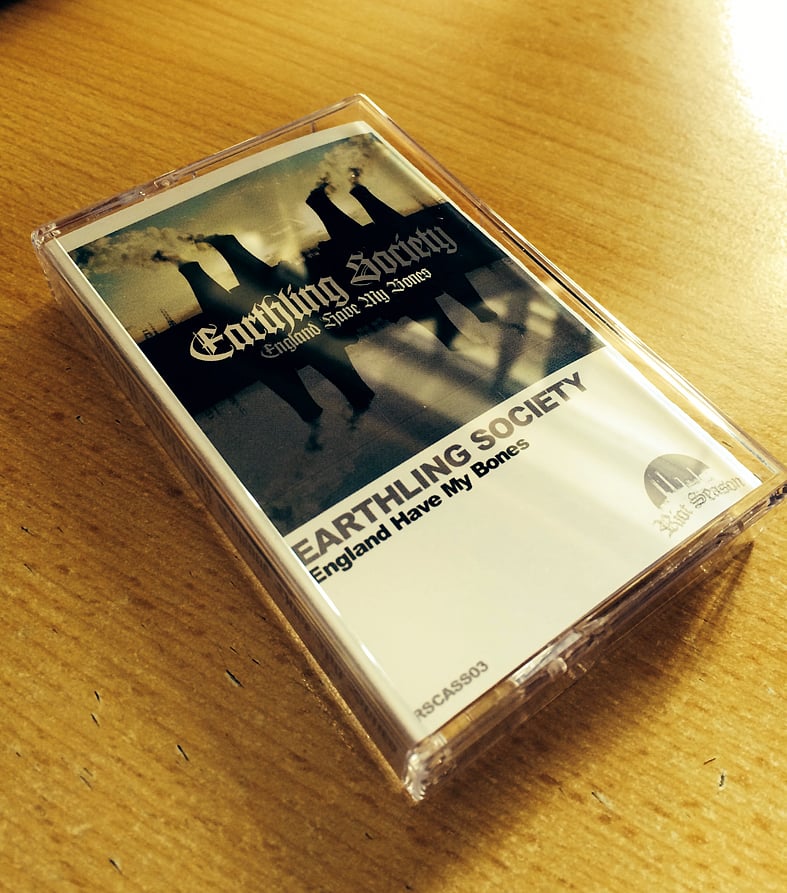 Earthling Society
England Have My Bones
EARTHLING SOCIETY
England Have My Bones
Riot Season
RSCASS03